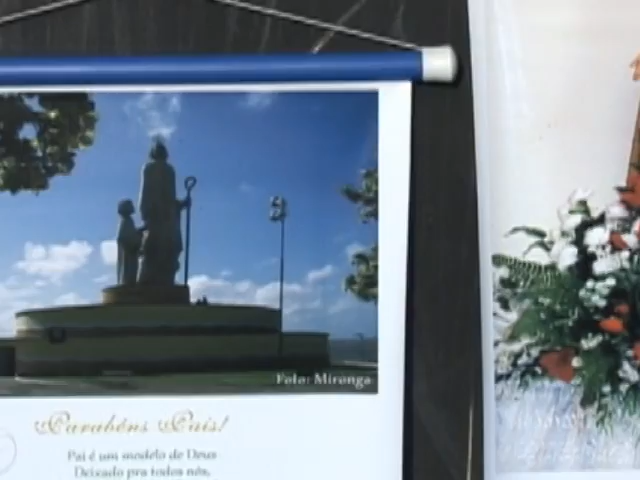 Foto: Mironga
Parabéns Pais!
Pai é um modelo de Deus
Deixado pra todos nós,